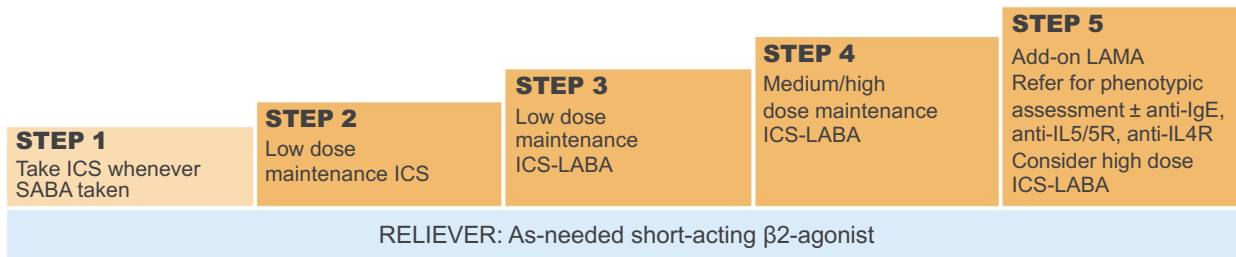 STEP 1
Take ICS whenever
SABA taken
STEP 2
Low dose
maintenance ICS
STEP 3
Low dose
maintenance
ICS-LABA
STEP 4
Medium/high
dose maintenance
ICS-LABA
STEP 5
Add-on LAMA
Refer for phenotypic
assessment ± anti-IgE,
anti-IL5/5R, anti-IL4R
Consider high dose
ICS-LABA
RELIEVER: As-needed short-acting β2-agonist